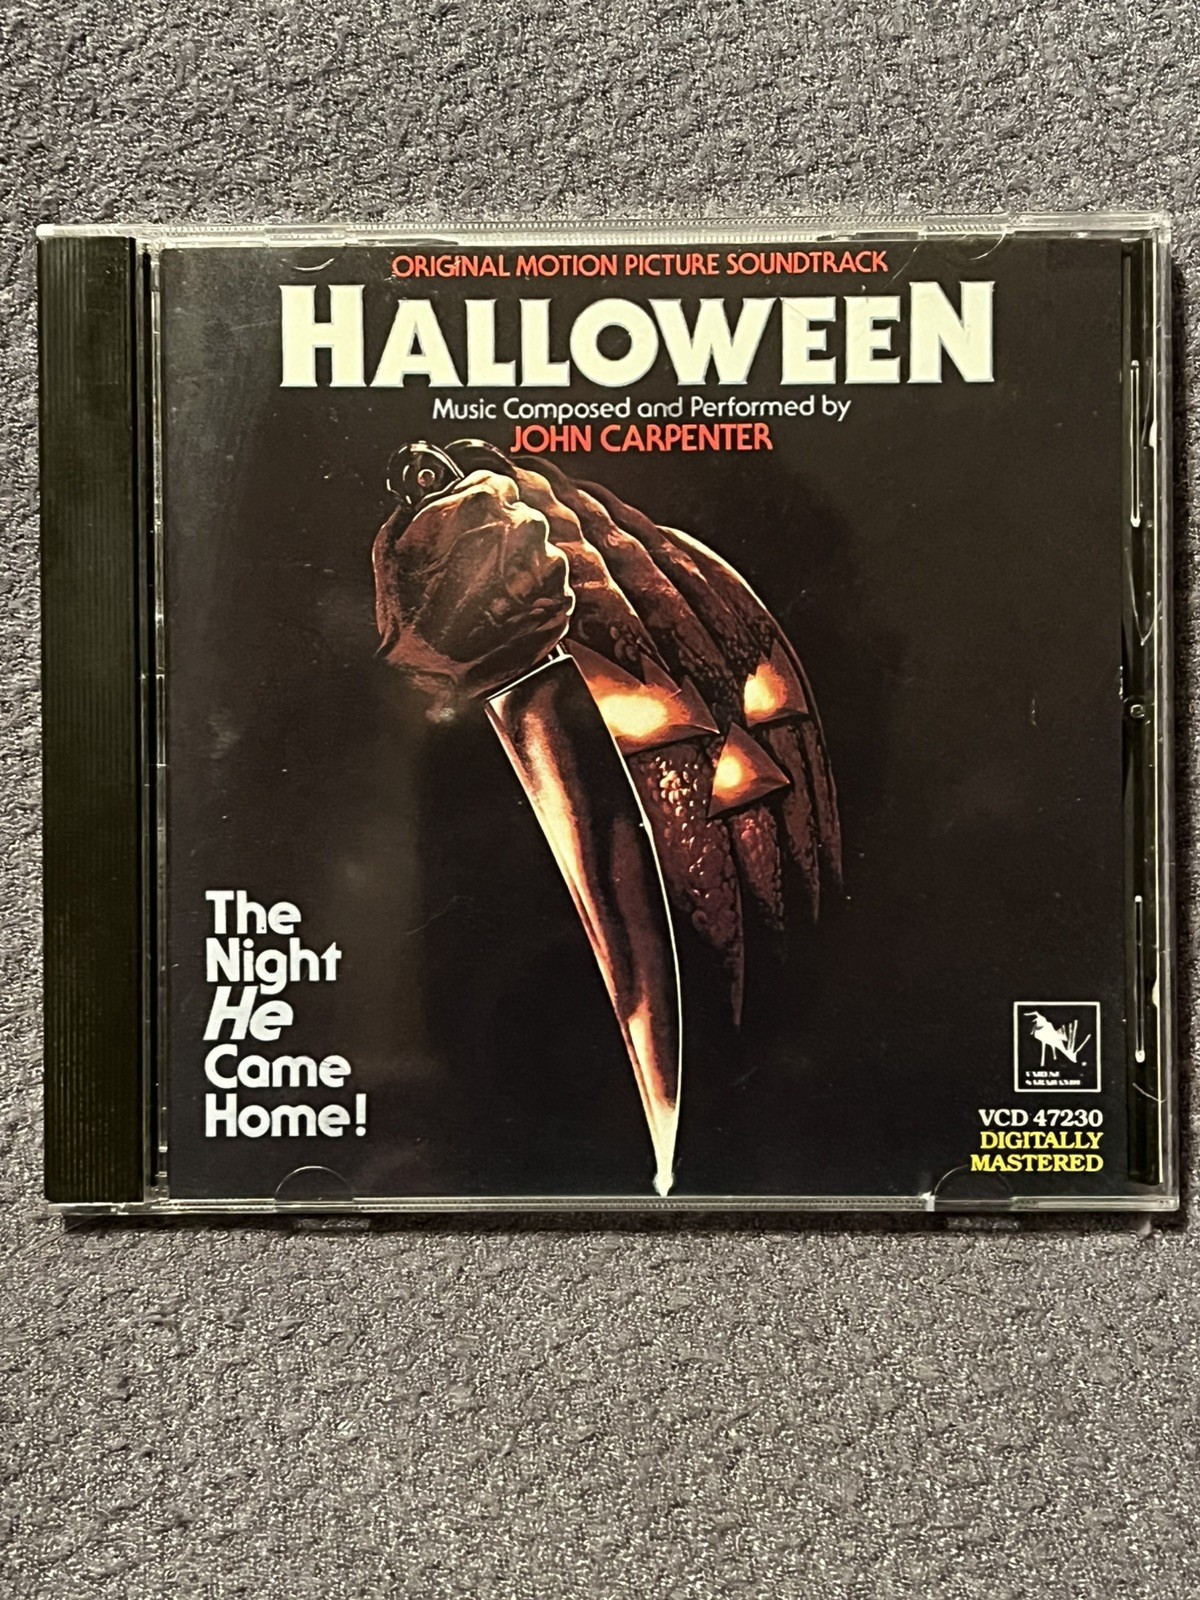 ORIGINAL MOTION PICTURE SOUNDTRACK
HALLOWEEN
Music Composed and Performed by
JOHN CARPENTER
The
Night
He
Came
Home!
VCD 47230
DIGITALLY
MASTERED